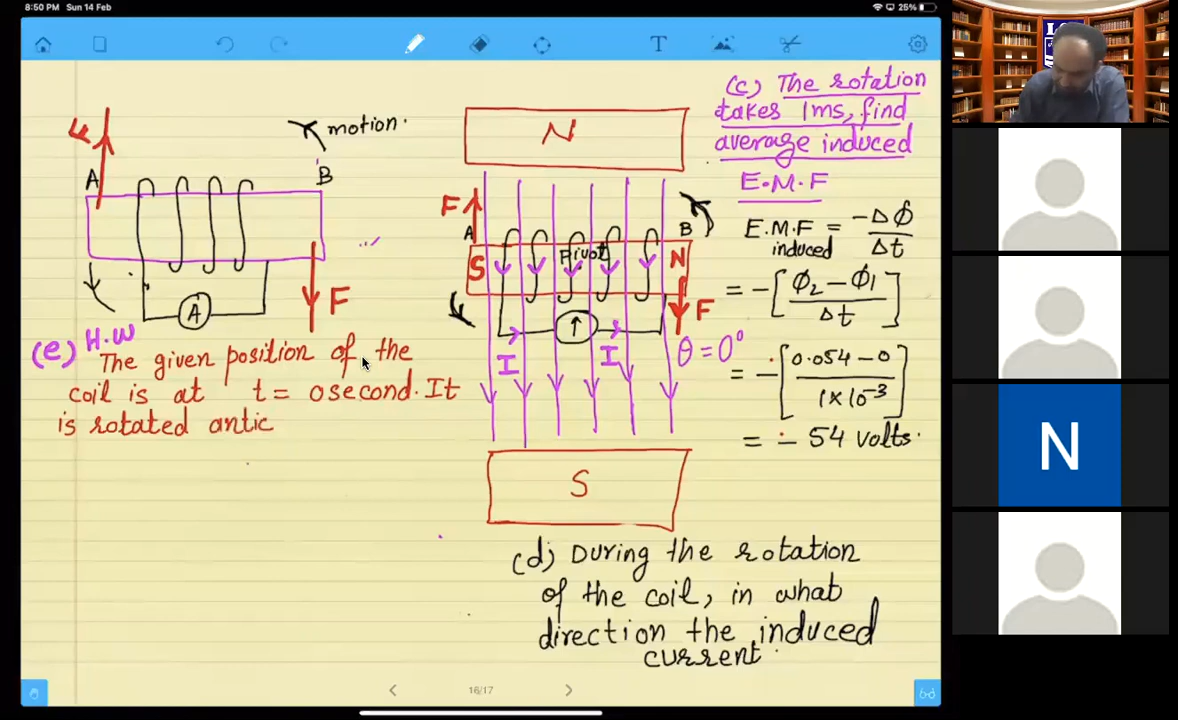 8:50 PM Sun 14 Feb
25%
T
F
motion.
A
B
A
F
(e) H.W
The given position of the
coil is at t = 0 second. It
is rotated antic
N
F
A
B
Pivot
S
N
F
I
I
θ = 0°
S
(c) The rotation
takes 1ms, find
average induced
E.M.F
E.M.F induced = -Δϕ/Δt
= -[ϕ2 - ϕ1/Δt]
= -[0.054 - 0/1×10⁻³]
= - 54 volts.
(d) During the rotation
of the coil, in what
direction the induced
current.
16/17
N